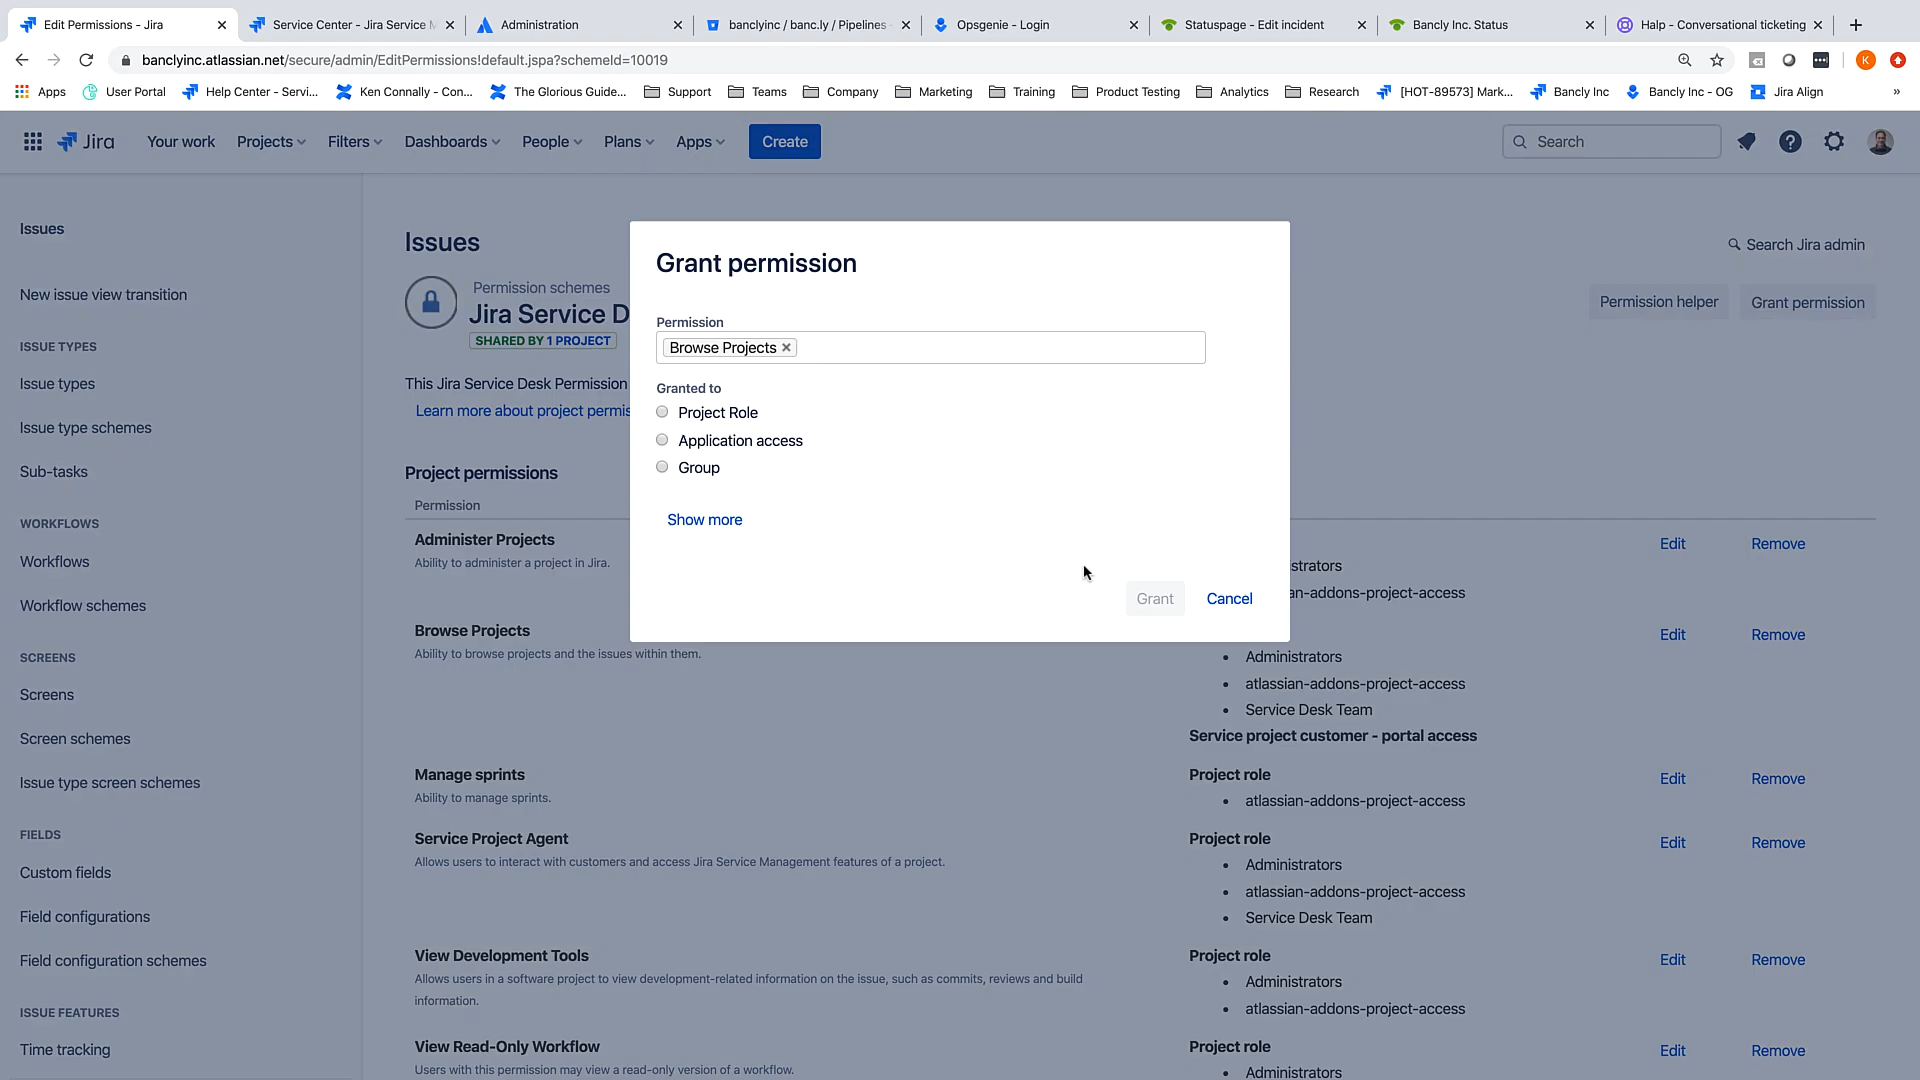 Edit Permissions - Jira
Service Center - Jira Service M
Administration
banclyinc / banc.ly / Pipelines -
Opsgenie - Login
Statuspage - Edit incident
Bancly Inc. Status
Halp - Conversational ticketing
banclyinc.atlassian.net/secure/admin/EditPermissions!default.jspa?schemeId=10019
K
Apps
User Portal
Help Center - Servi...
Ken Connally - Con...
The Glorious Guide...
Support
Teams
Company
Marketing
Training
Product Testing
Analytics
Research
[HOT-89573] Mark...
Bancly Inc
Bancly Inc - OG
Jira Align
»
Jira
Your work
Projects
Filters
Dashboards
People
Plans
Apps
Create
Search
Issues
New issue view transition
ISSUE TYPES
Issue types
Issue type schemes
Sub-tasks
WORKFLOWS
Workflows
Workflow schemes
SCREENS
Screens
Screen schemes
Issue type screen schemes
FIELDS
Custom fields
Field configurations
Field configuration schemes
ISSUE FEATURES
Time tracking
Issues
Search Jira admin
Permission schemes
Jira Service D
SHARED BY 1 PROJECT
Permission helper
Grant permission
This Jira Service Desk Permission
Learn more about project permis
Project permissions
Permission
Grant permission
Permission
Browse Projects
Granted to
Project Role
Application access
Group
Show more
Grant
Cancel
Administer Projects
Ability to administer a project in Jira.
strators
an-addons-project-access
Edit
Remove
Browse Projects
Ability to browse projects and the issues within them.
• Administrators
• atlassian-addons-project-access
• Service Desk Team
Service project customer - portal access
Edit
Remove
Manage sprints
Ability to manage sprints.
Project role
• atlassian-addons-project-access
Edit
Remove
Service Project Agent
Allows users to interact with customers and access Jira Service Management features of a project.
Project role
• Administrators
• atlassian-addons-project-access
• Service Desk Team
Edit
Remove
View Development Tools
Allows users in a software project to view development-related information on the issue, such as commits, reviews and build
information.
Project role
• Administrators
• atlassian-addons-project-access
Edit
Remove
View Read-Only Workflow
Users with this permission may view a read-only version of a workflow.
Project role
• Administrators
Edit
Remove